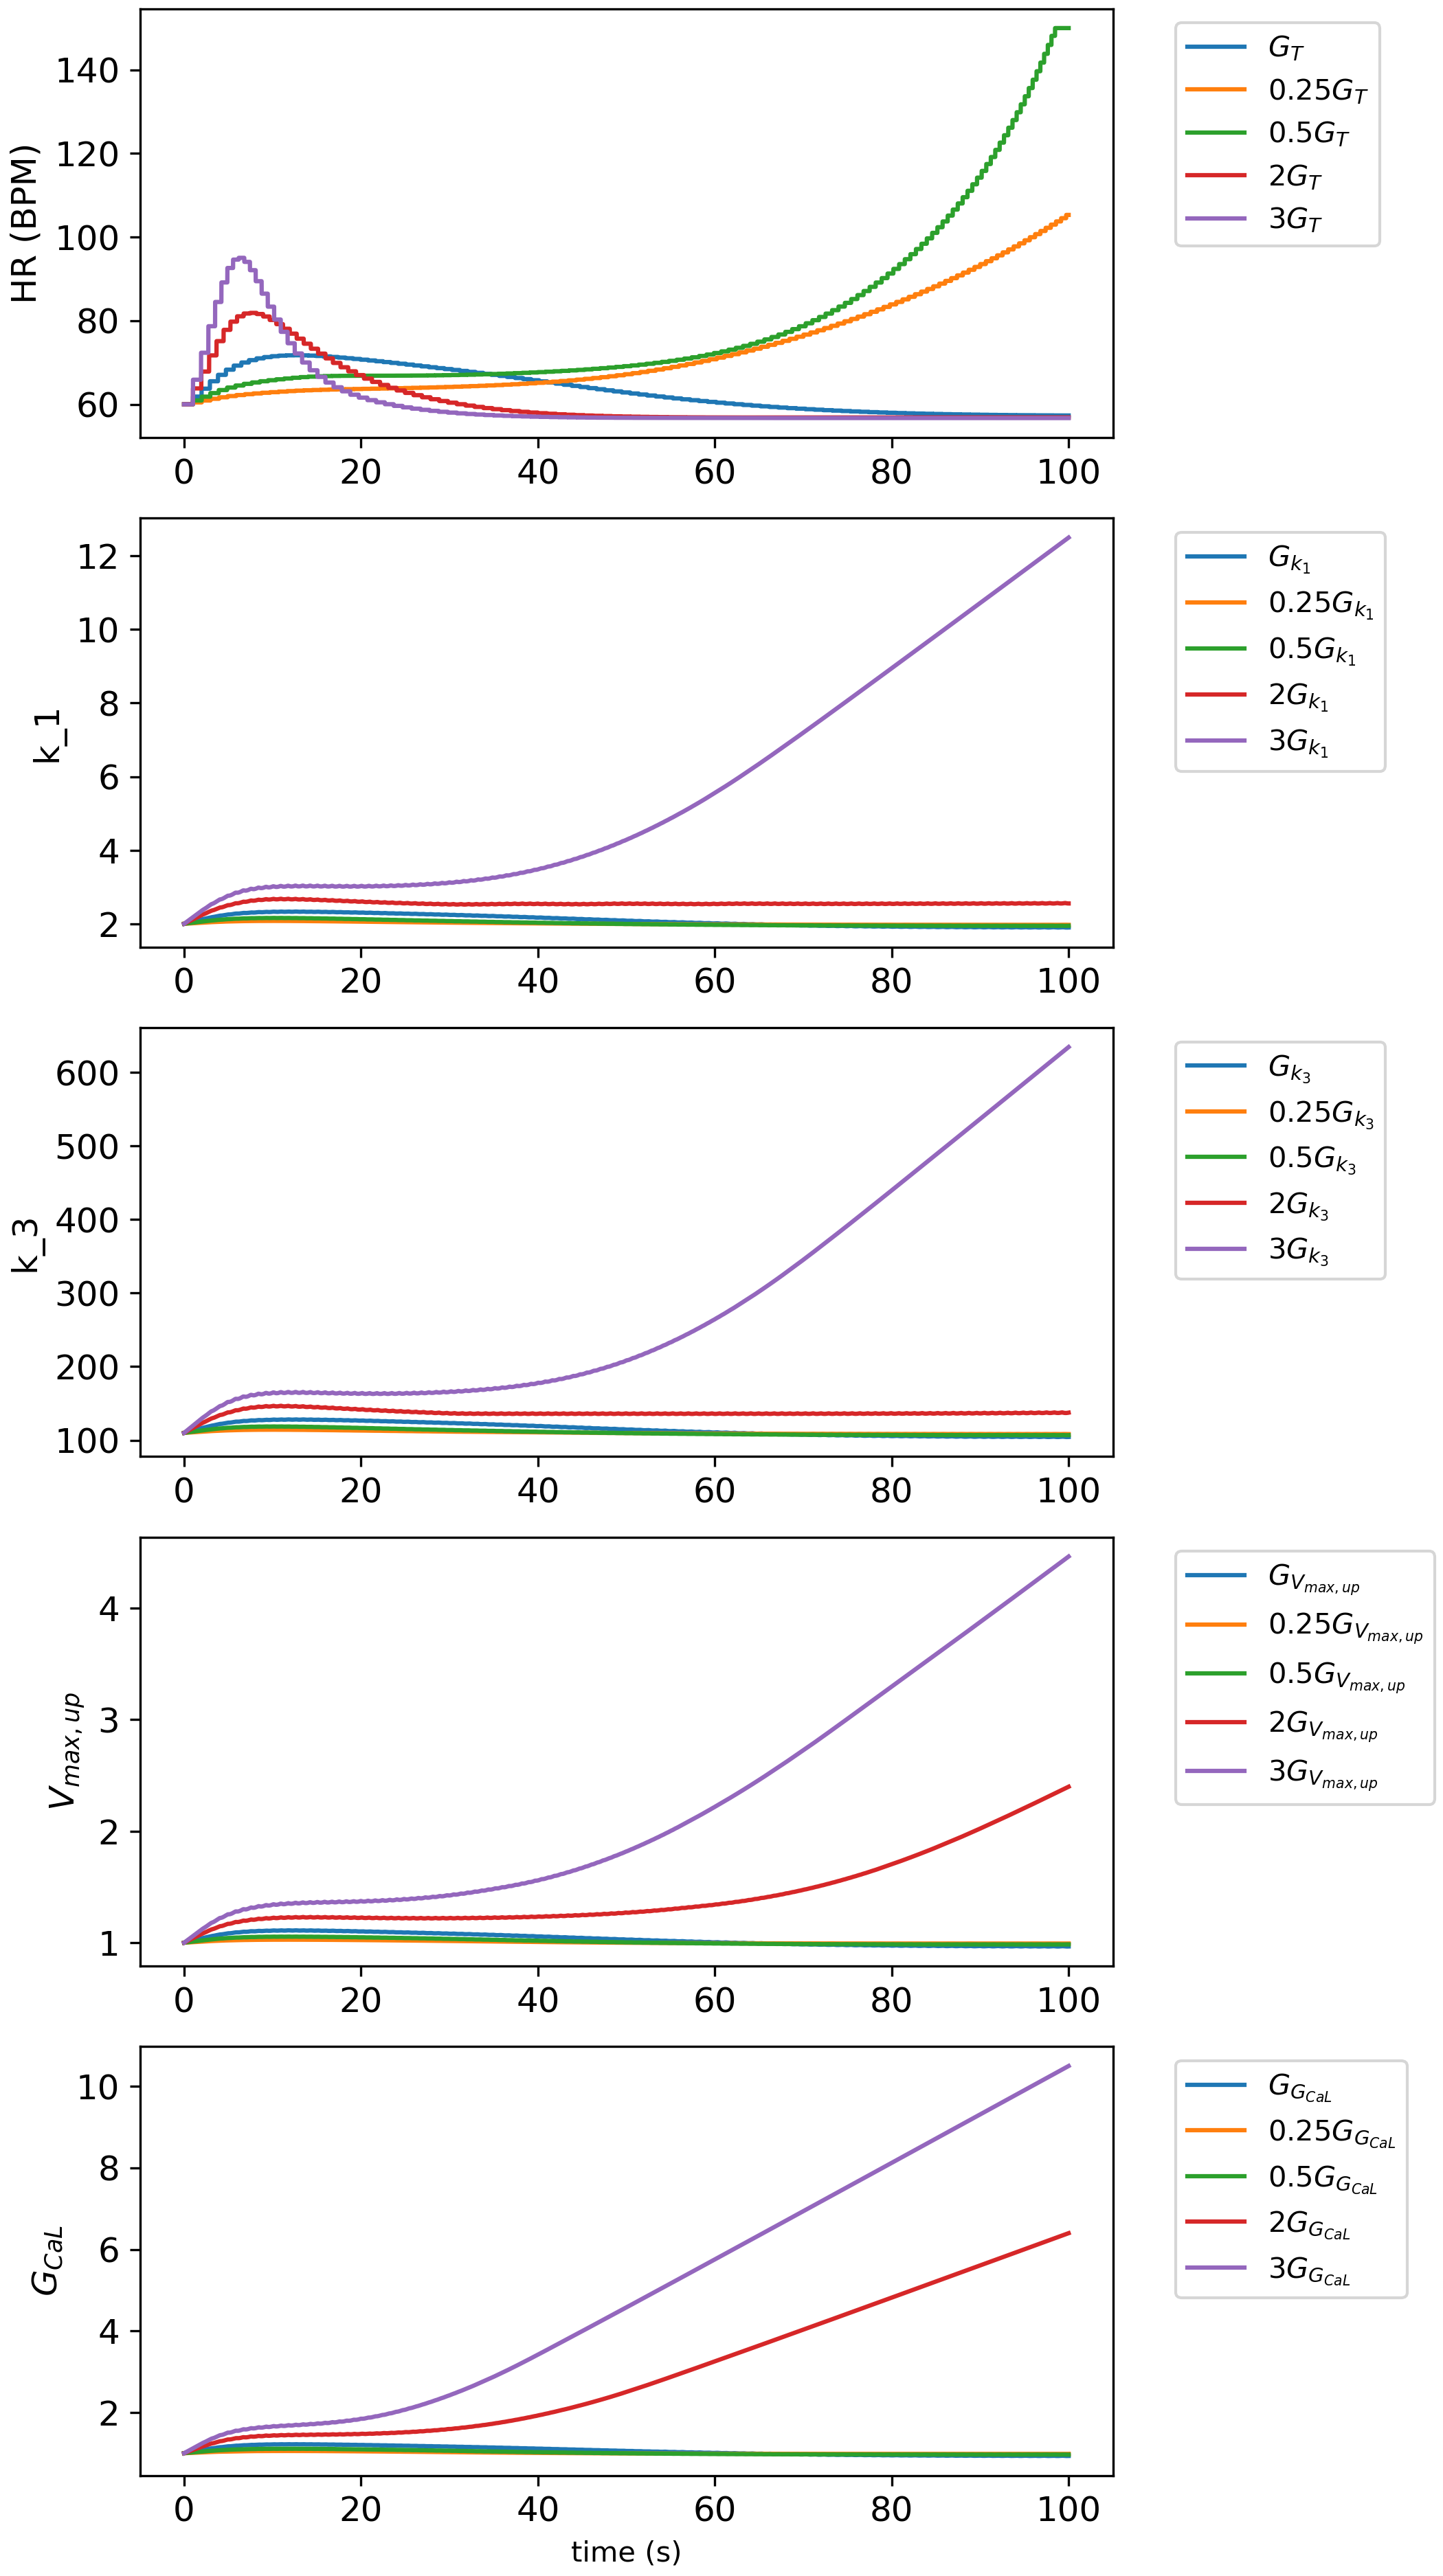 HR (BPM)
140
120
100
80
60
0 20 40 60 80 100
G_T
0.25G_T
0.5G_T
2G_T
3G_T
k_1
12
10
8
6
4
2
0 20 40 60 80 100
G_{k_1}
0.25G_{k_1}
0.5G_{k_1}
2G_{k_1}
3G_{k_1}
k_3
600
500
400
300
200
100
0 20 40 60 80 100
G_{k_3}
0.25G_{k_3}
0.5G_{k_3}
2G_{k_3}
3G_{k_3}
V_{max, up}
4
3
2
1
0 20 40 60 80 100
G_{V_{max, up}}
0.25G_{V_{max, up}}
0.5G_{V_{max, up}}
2G_{V_{max, up}}
3G_{V_{max, up}}
G_{CaL}
10
8
6
4
2
0 20 40 60 80 100
time (s)
G_{G_{CaL}}
0.25G_{G_{CaL}}
0.5G_{G_{CaL}}
2G_{G_{CaL}}
3G_{G_{CaL}}